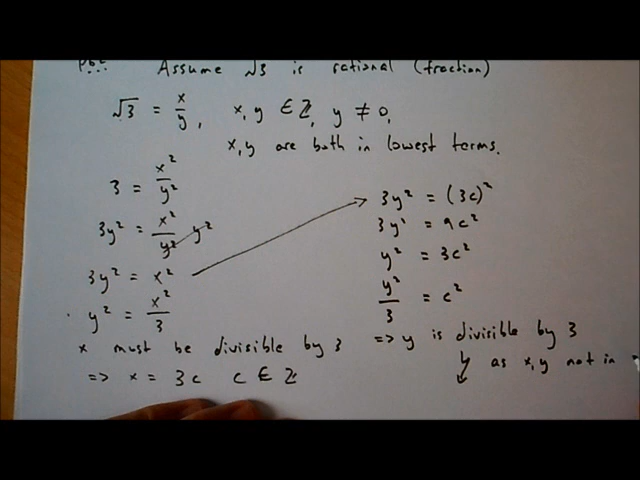 Assume √3 is rational (fraction)
√3 = x/y, x,y ∈ ℤ, y ≠ 0,
x,y are both in lowest terms.
3 = x²/y²
3y² = x²/y² y²
3y² = x²
y² = x²/3
x must be divisible by 3
=> x = 3c c ∈ ℤ
3y² = (3c)²
3y² = 9c²
y² = 3c²
y²/3 = c²
=> y is divisible by 3
as x,y not in